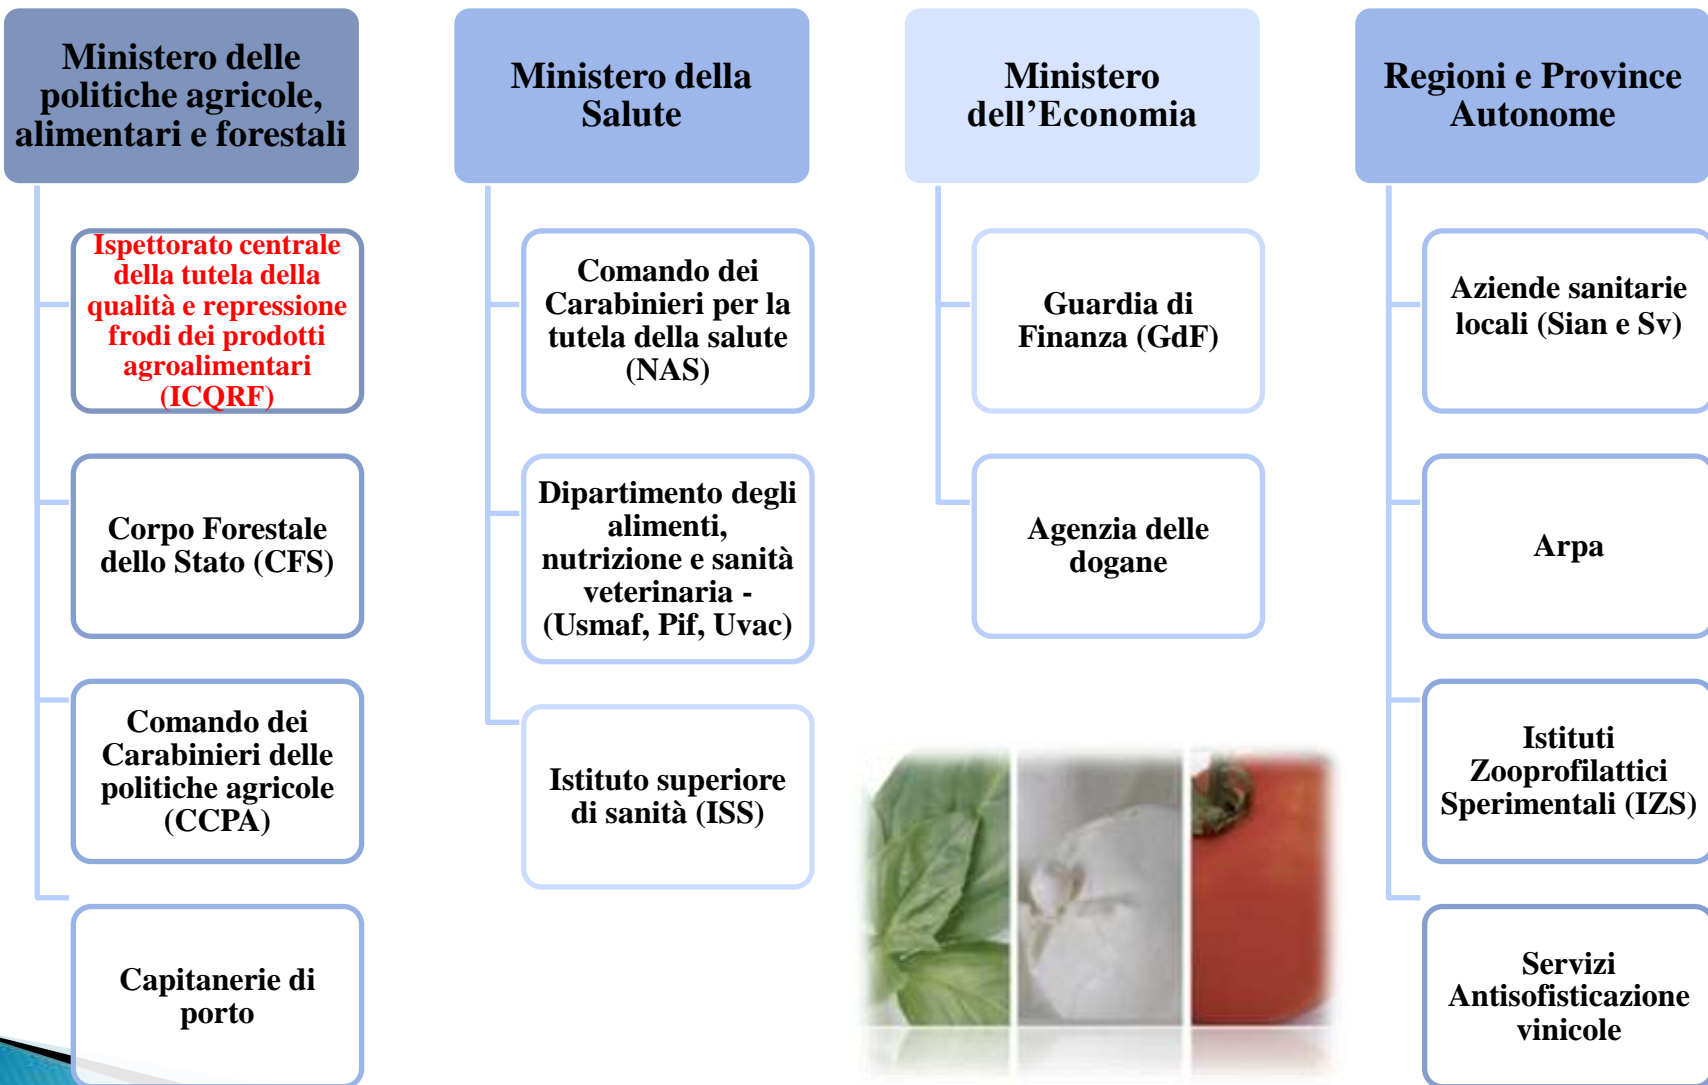 Ministero delle
politiche agricole,
alimentari e forestali
Ispettorato centrale
della tutela della
qualità e repressione
frodi dei prodotti
agroalimentari
(ICQRF)
Corpo Forestale
dello Stato (CFS)
Comando dei
Carabinieri delle
politiche agricole
(CCPA)
Capitanerie di
porto
Ministero della
Salute
Comando dei
Carabinieri per la
tutela della salute
(NAS)
Dipartimento degli
alimenti,
nutrizione e sanità
veterinaria -
(Usmaf, Pif, Uvac)
Istituto superiore
di sanità (ISS)
Ministero
dell’Economia
Guardia di
Finanza (GdF)
Agenzia delle
dogane
Regioni e Province
Autonome
Aziende sanitarie
locali (Sian e Sv)
Arpa
Istituti
Zooprofilattici
Sperimentali (IZS)
Servizi
Antisofisticazione
vinicole